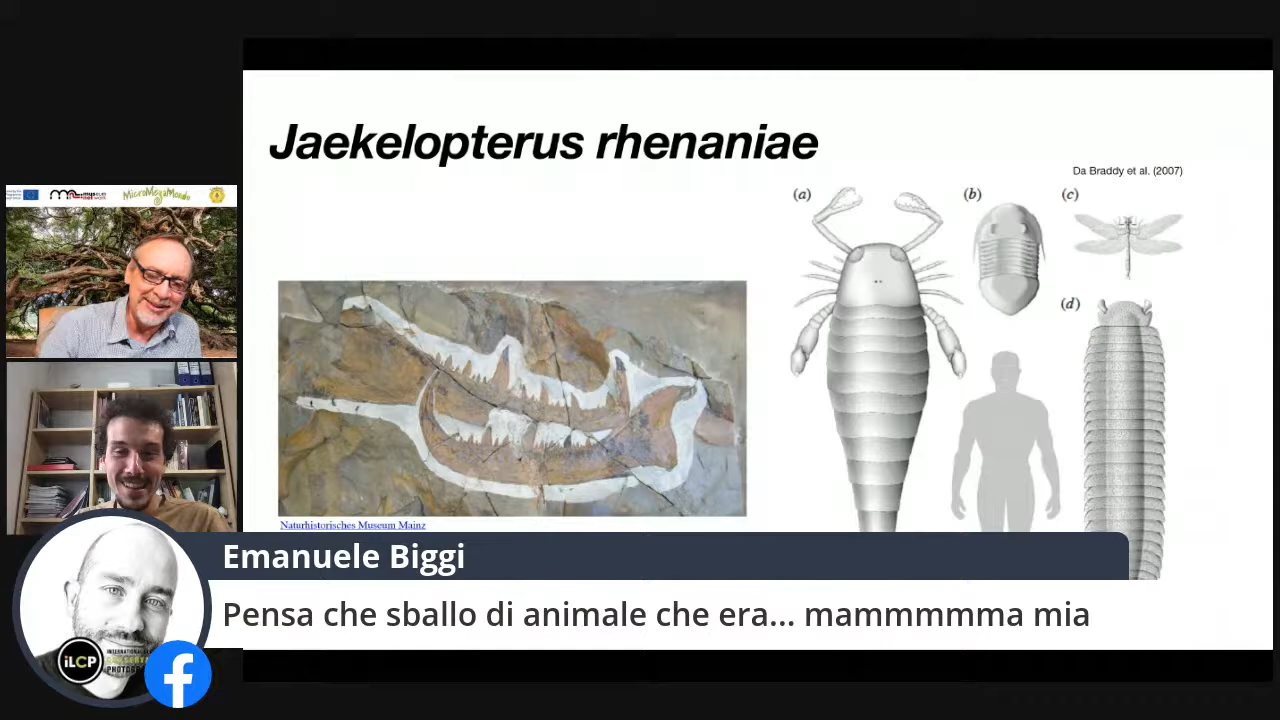 Jaekelopterus rhenaniae
Da Braddy et al. (2007)
(a)
(b)
(c)
(d)
MicroMegaMondo
Naturhistorisches Museum Mainz
Emanuele Biggi
Pensa che sballo di animale che era... mammmmmma mia
iLCP